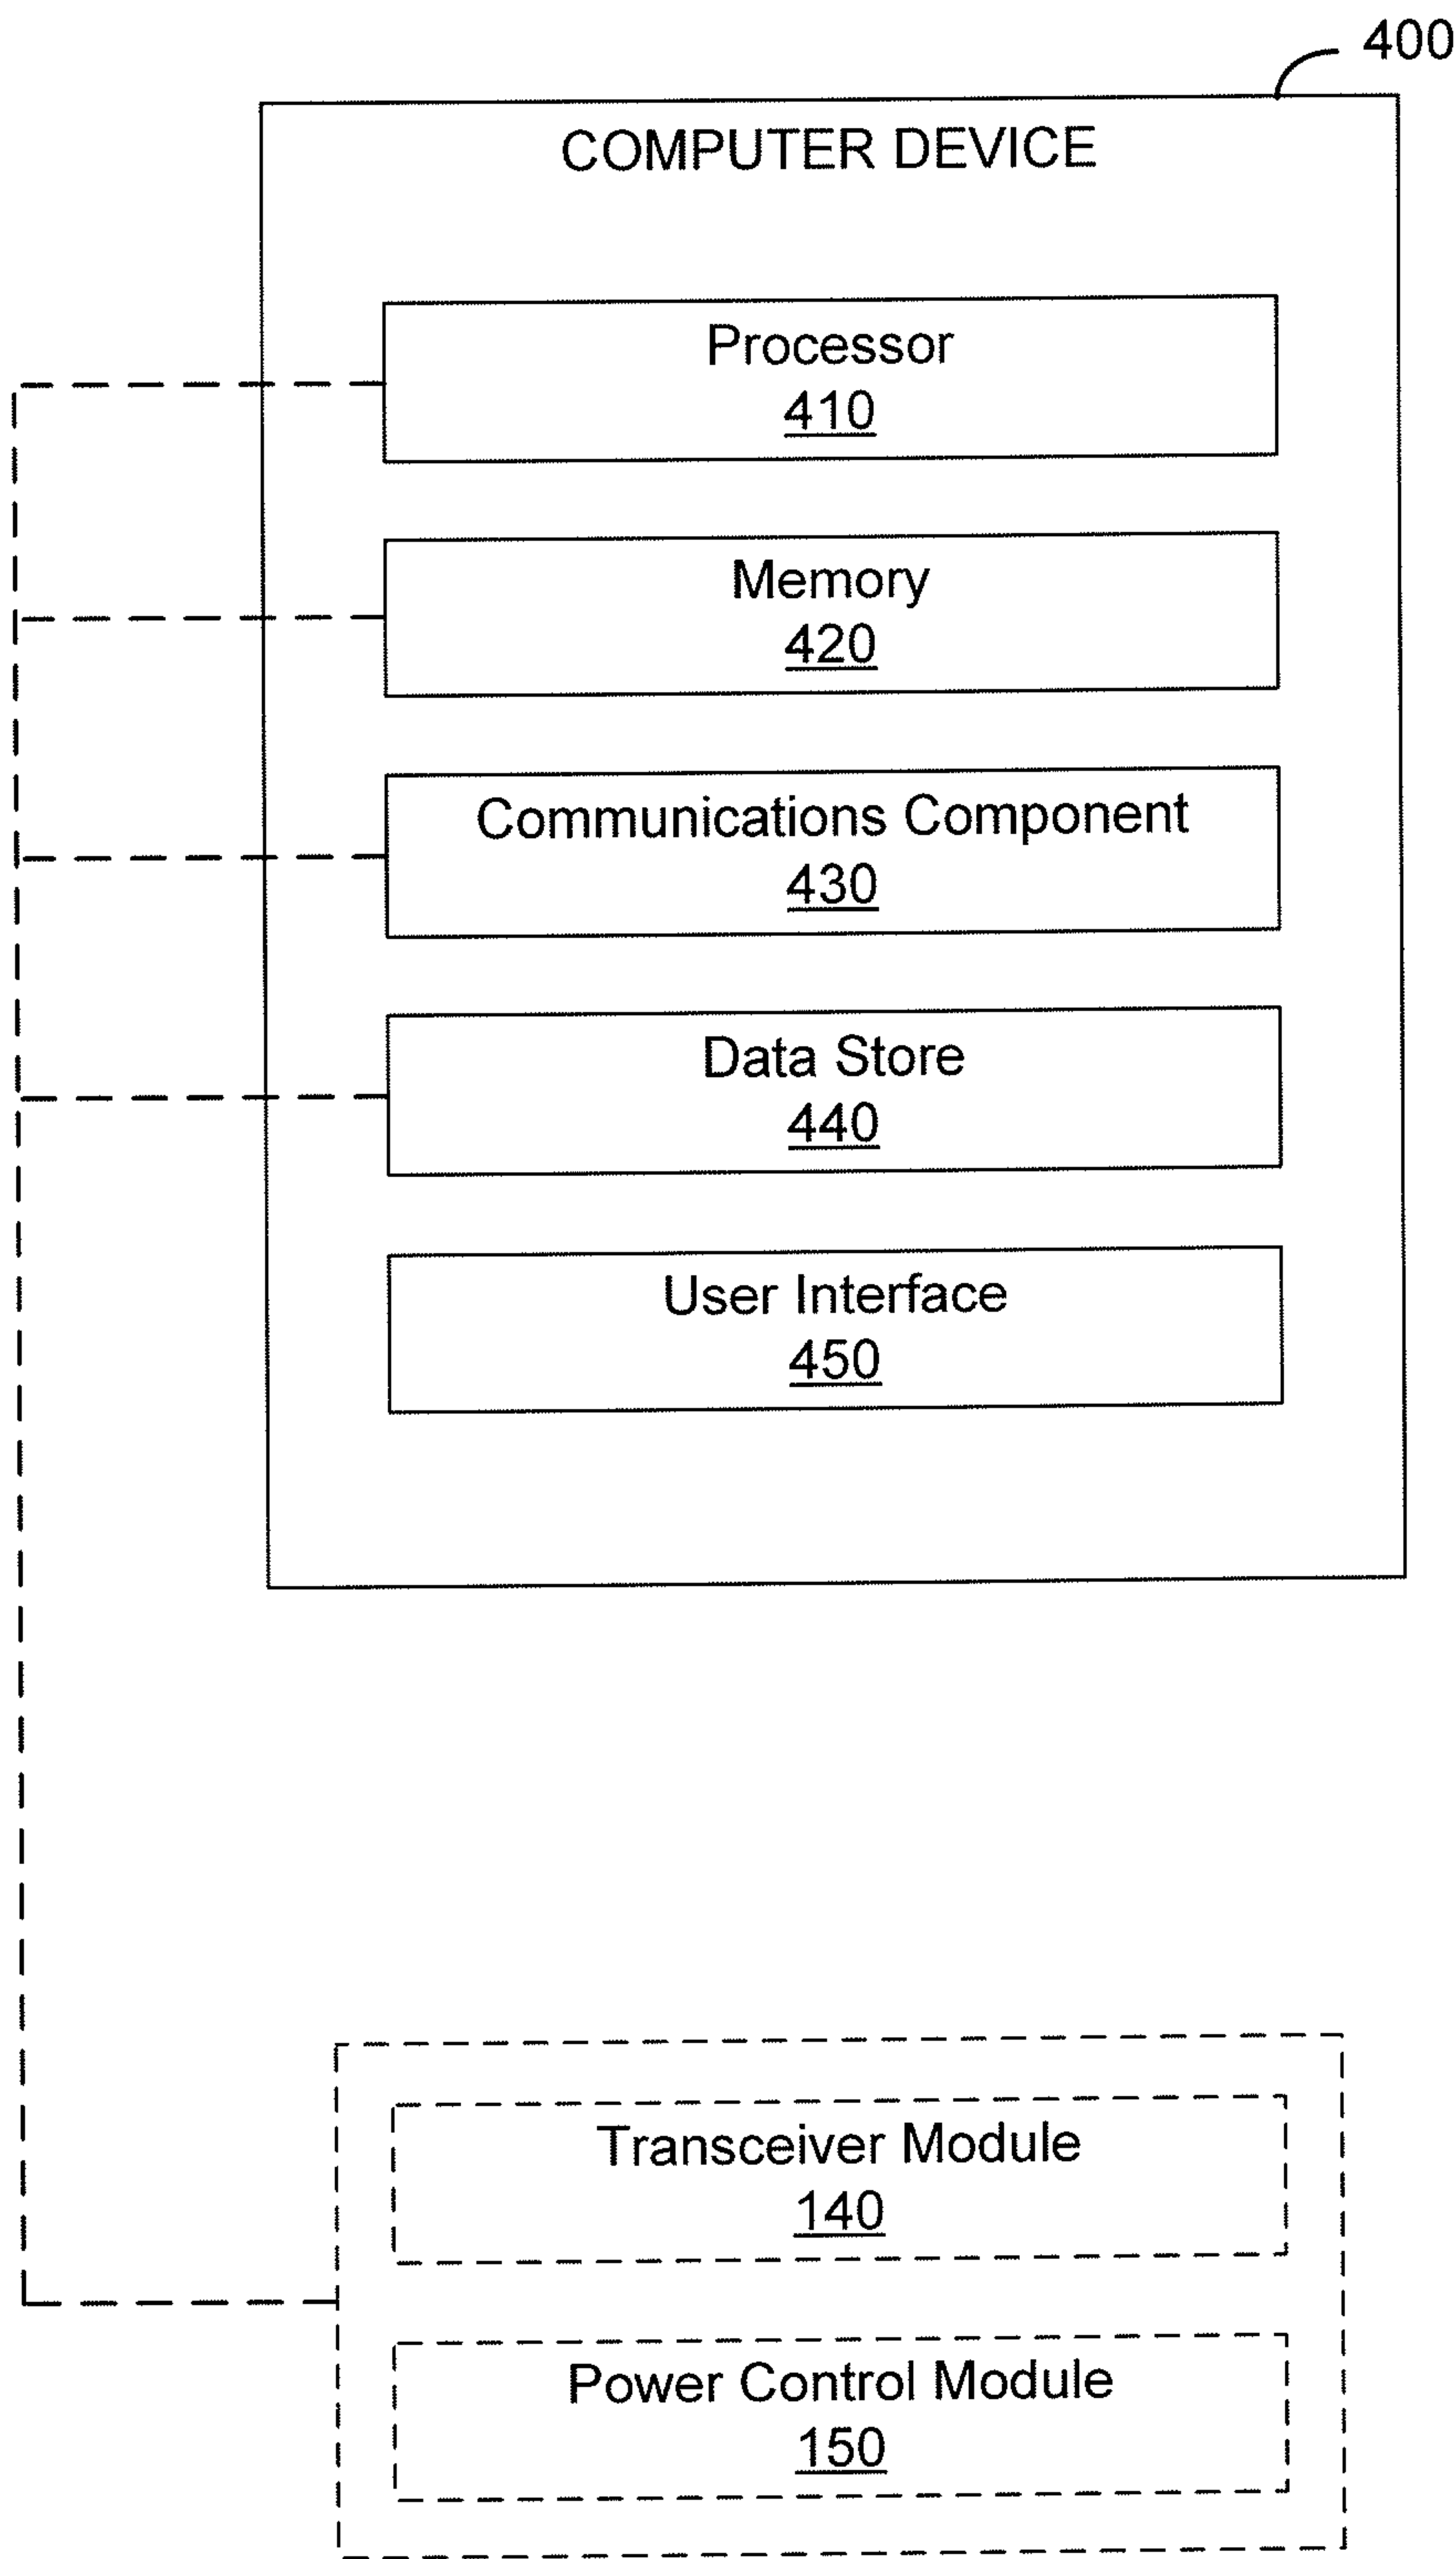 400
COMPUTER DEVICE
Processor
410
Memory
420
Communications Component
430
Data Store
440
User Interface
450
Transceiver Module
140
Power Control Module
150